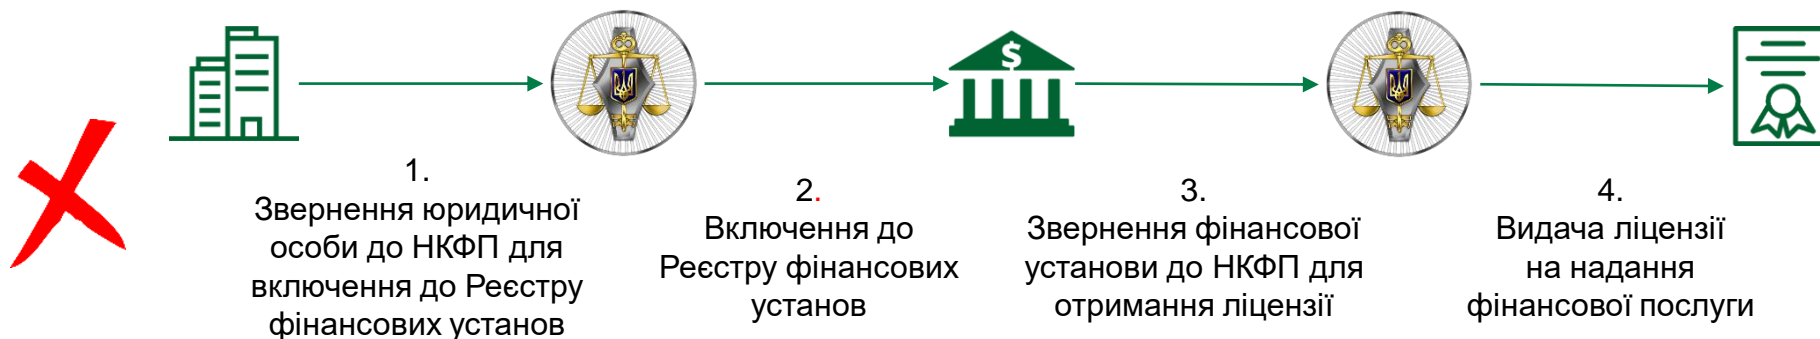 $
1.
Звернення юридичної
особи до НКФП для
включення до Реєстру
фінансових установ
2.
Включення до
Реєстру фінансових
установ
3.
Звернення фінансової
установи до НКФП для
отримання ліцензії
4.
Видача ліцензії
на надання
фінансової послуги